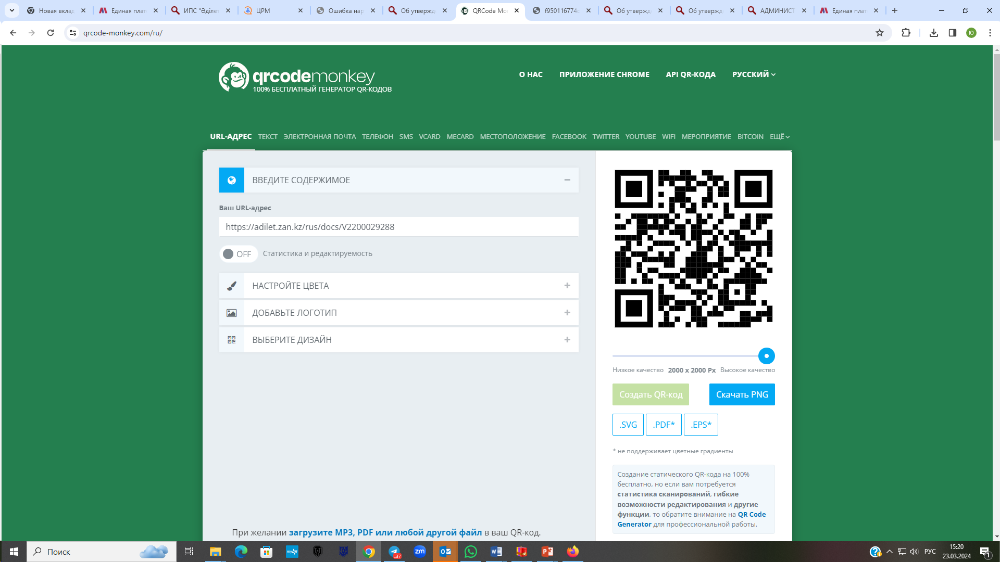 Новая вклад
Единая плат
ИПС "Әділет
ЦРМ
Ошибка нар
Об утвержд
QRCode Mo
f950116774c
Об утвержд
Об утвержд
АДМИНИСТ
Единая плат
qrcode-monkey.com/ru/
Ю
qrcodemonkey
100% БЕСПЛАТНЫЙ ГЕНЕРАТОР QR-КОДОВ
О НАС
ПРИЛОЖЕНИЕ CHROME
API QR-КОДА
РУССКИЙ
URL-АДРЕС
ТЕКСТ
ЭЛЕКТРОННАЯ ПОЧТА
ТЕЛЕФОН
SMS
VCARD
MECARD
МЕСТОПОЛОЖЕНИЕ
FACEBOOK
TWITTER
YOUTUBE
WIFI
МЕРОПРИЯТИЕ
BITCOIN
ЕЩЁ
ВВЕДИТЕ СОДЕРЖИМОЕ
Ваш URL-адрес
https://adilet.zan.kz/rus/docs/V2200029288
OFF
Статистика и редактируемость
НАСТРОЙТЕ ЦВЕТА
ДОБАВЬТЕ ЛОГОТИП
ВЫБЕРИТЕ ДИЗАЙН
При желании загрузите MP3, PDF или любой другой файл в ваш QR-код.
Низкое качество
2000 x 2000 Px
Высокое качество
Создать QR-код
Скачать PNG
.SVG
.PDF*
.EPS*
* не поддерживает цветные градиенты
Создание статического QR-кода на 100%
бесплатно, но если вам потребуется
статистика сканирований, гибкие
возможности редактирования и другие
функции, то обратите внимание на QR Code
Generator для профессиональной работы.
Поиск
myhp
37
zm
РУС
15:20
23.03.2024
1